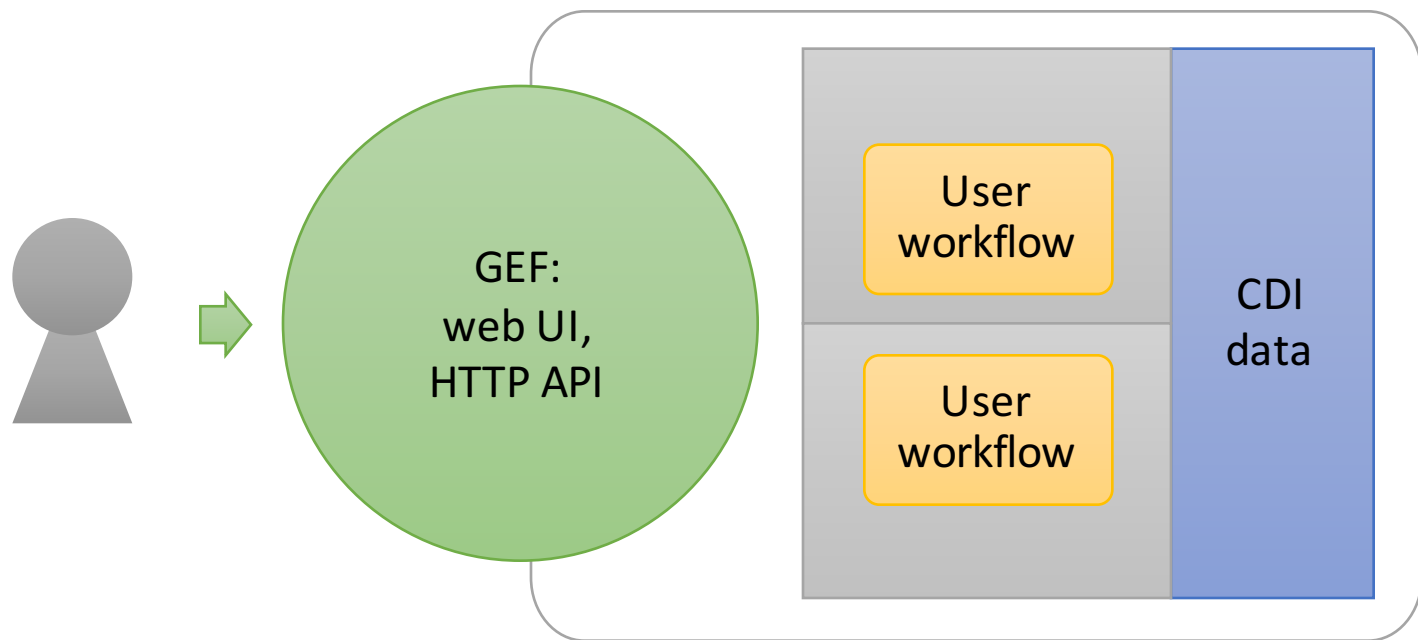 GEF:
web UI,
HTTP API
User
workflow
User
workflow
CDI
data